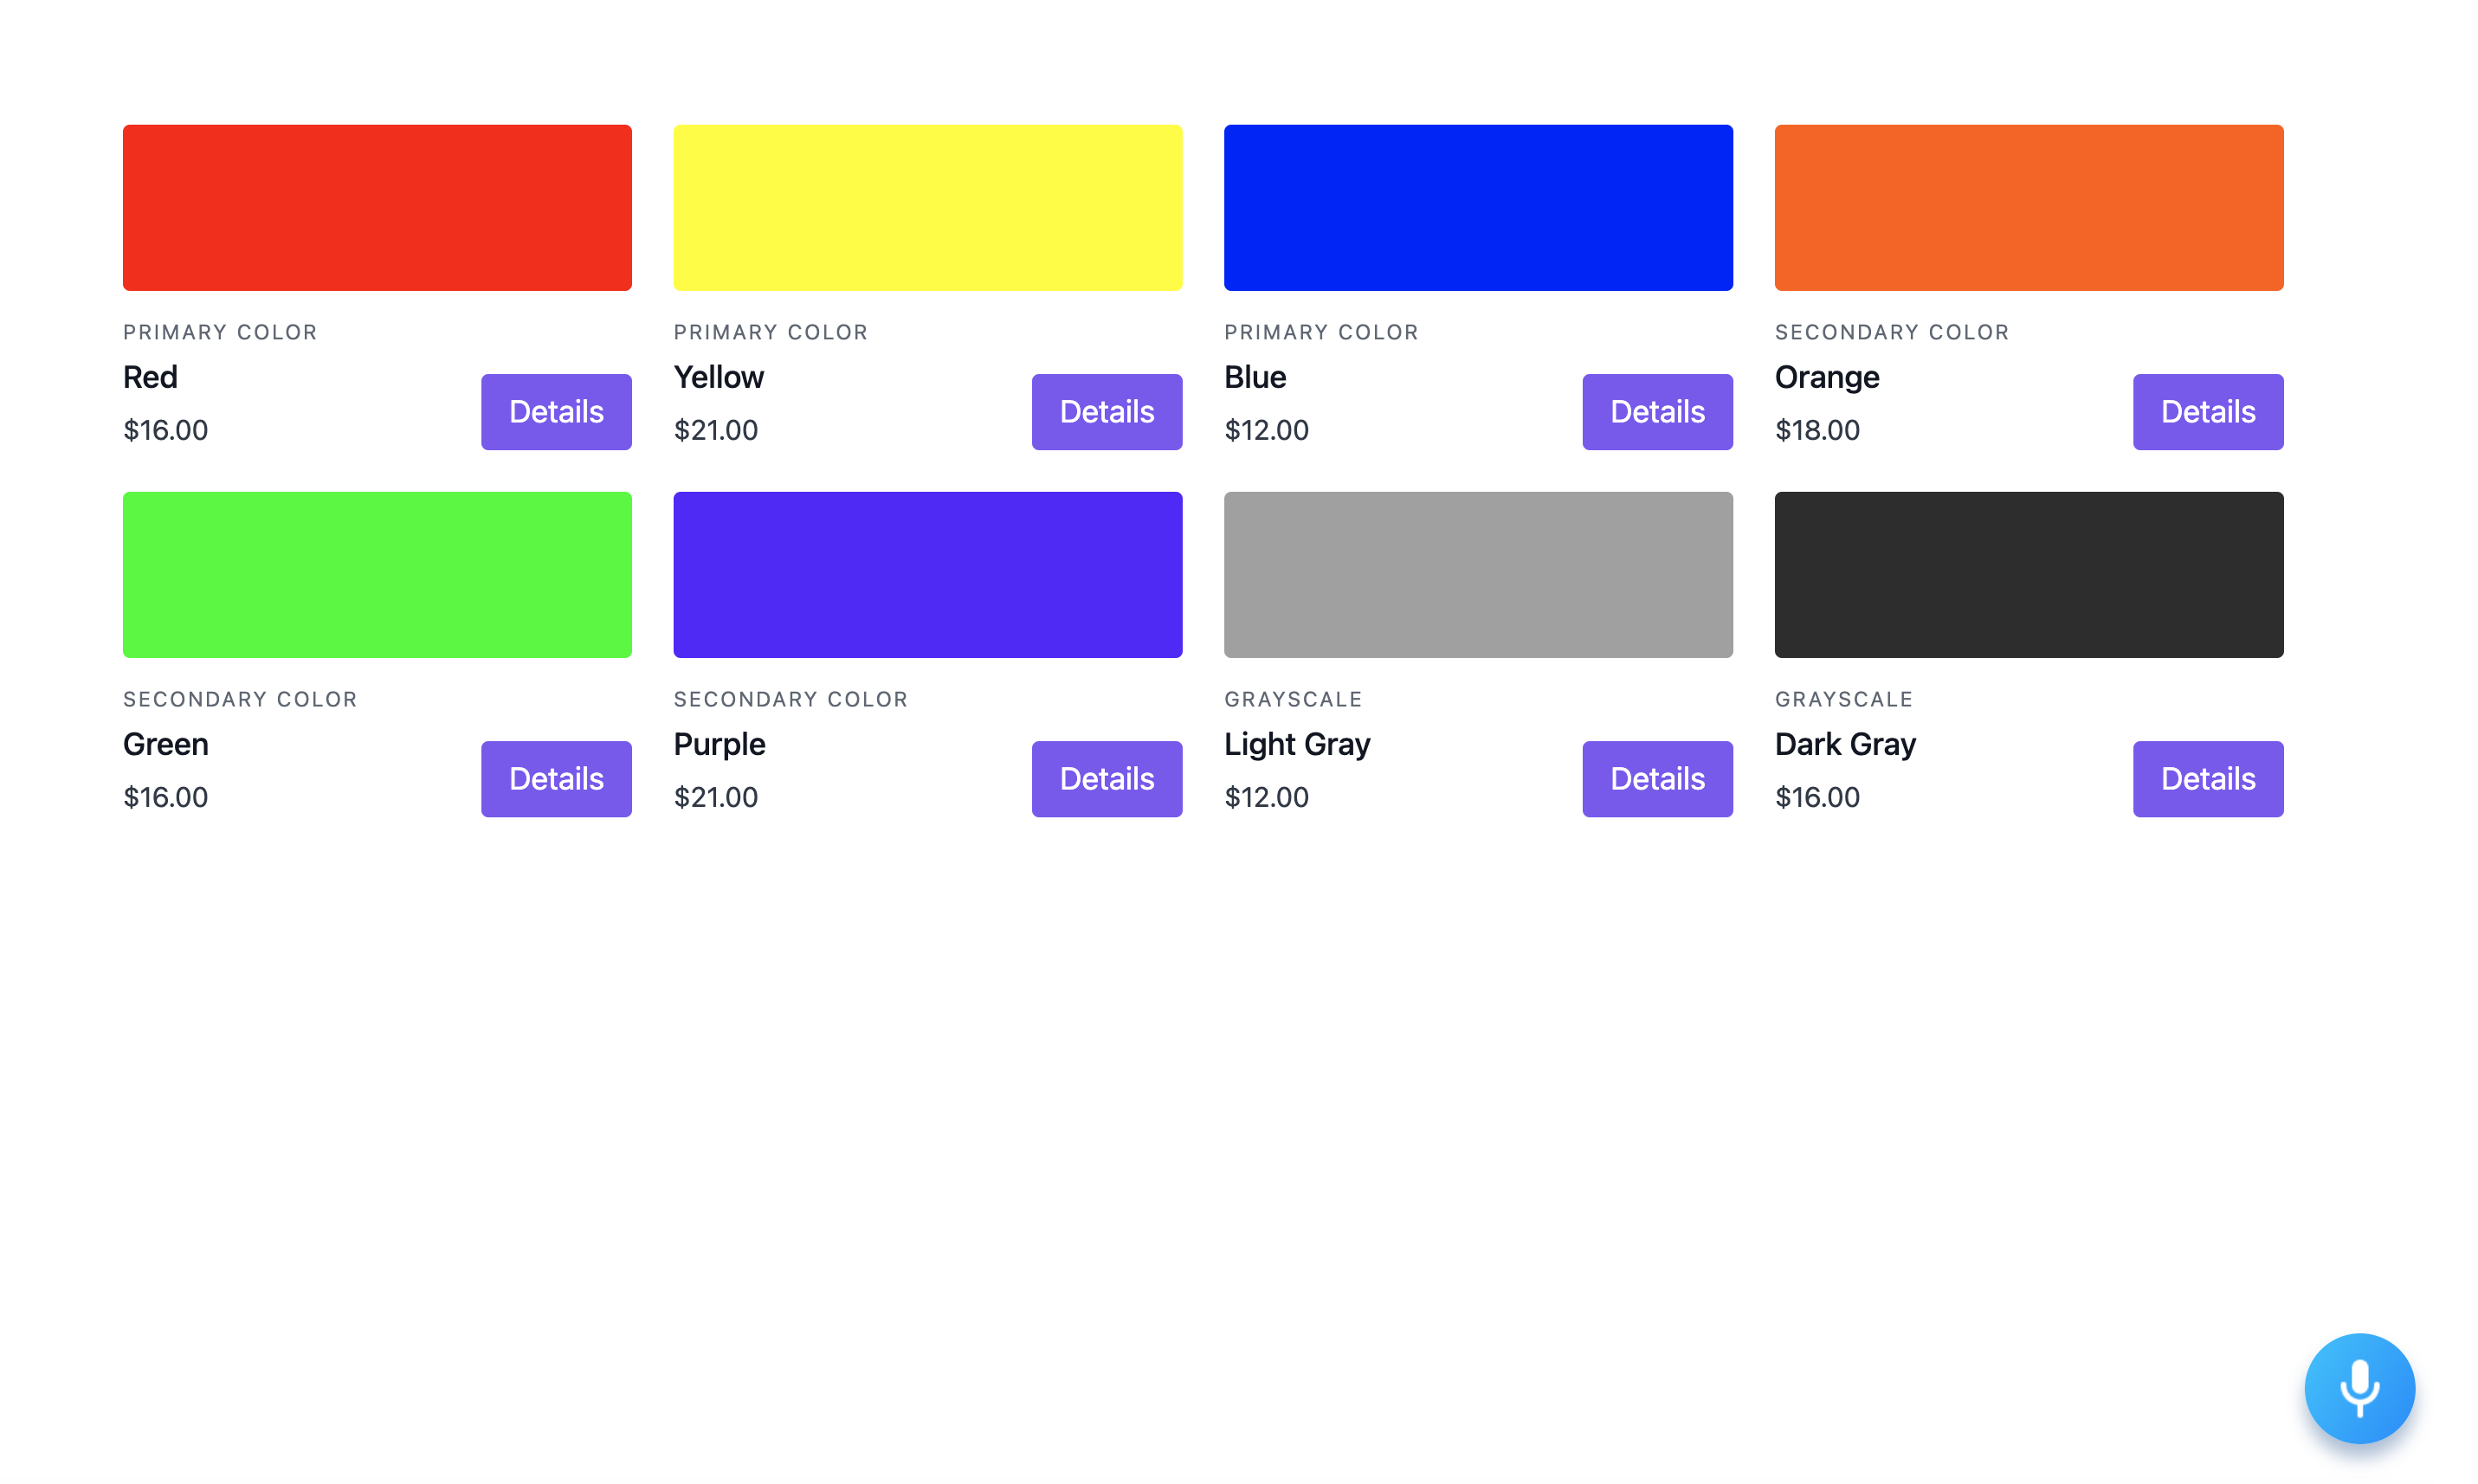 PRIMARY COLOR
Red
$16.00
Details
PRIMARY COLOR
Yellow
$21.00
Details
PRIMARY COLOR
Blue
$12.00
Details
SECONDARY COLOR
Orange
$18.00
Details
SECONDARY COLOR
Green
$16.00
Details
SECONDARY COLOR
Purple
$21.00
Details
GRAYSCALE
Light Gray
$12.00
Details
GRAYSCALE
Dark Gray
$16.00
Details